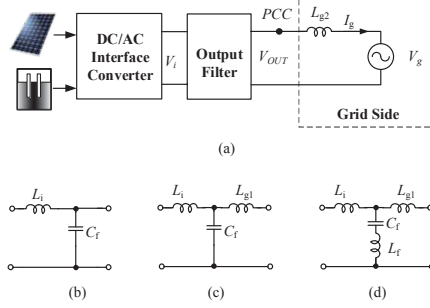 PCC
Lg2
Ig
DC/AC
Interface
Converter
Vi
Output
Filter
VOUT
Vg
Grid Side
(a)
Li
Cf
(b)
Li
Lg1
Cf
(c)
Li
Lg1
Cf
Lf
(d)